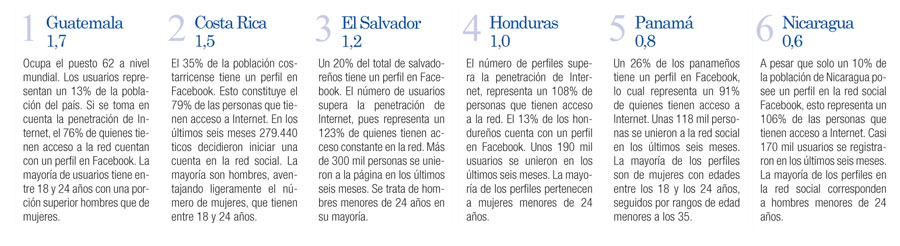 1 Guatemala
1,7
Ocupa el puesto 62 a nivel
mundial. Los usuarios repre-
sentan un 13% de la pobla-
ción del país. Si se toma en
cuenta la penetración de In-
ternet, el 76% de quienes tie-
nen acceso a la red cuentan
con un perfil en Facebook. La
mayoría de usuarios tiene en-
tre 18 y 24 años con una por-
ción superior hombres que de
mujeres.
2 Costa Rica
1,5
El 35% de la población cos-
tarricense tiene un perfil en
Facebook. Esto constituye el
79% de las personas que tie-
nen acceso a Internet. En los
últimos seis meses 279.440
ticos decidieron iniciar una
cuenta en la red social. La
mayoría son hombres, aven-
tajando ligeramente el nú-
mero de mujeres, que tienen
entre 18 y 24 años.
3 El Salvador
1,2
Un 20% del total de salvado-
reños tiene un perfil en Face-
book. El número de usuarios
supera la penetración de
Internet, pues representa un
123% de quienes tienen ac-
ceso constante en la red. Más
de 300 mil personas se unie-
ron a la página en los últimos
seis meses. Se trata de hom-
bres menores de 24 años en
su mayoría.
4 Honduras
1,0
El número de perfiles supe-
ra la penetración de Inter-
net, representa un 108% de
personas que tienen acceso
a la red. El 13% de los hon-
dureños cuenta con un perfil
en Facebook. Unos 190 mil
usuarios se unieron en los
últimos seis meses. La mayo-
ría de los perfiles pertenecen
a mujeres menores de 24
años.
5 Panamá
0,8
Un 26% de los panameños
tiene un perfil en Facebook,
lo cual representa un 91%
de quienes tienen acceso a
Internet. Unas 118 mil perso-
nas se unieron a la red social
en los últimos seis meses.
La mayoría de los perfiles
son de mujeres con edades
entre los 18 y los 24 años,
seguidos por rangos de edad
menores a los 35.
6 Nicaragua
0,6
A pesar que solo un 10% de
la población de Nicaragua po-
see un perfil en la red social
Facebook, esto representa un
106% de las personas que
tienen acceso a Internet. Casi
170 mil usuarios se registra-
ron en los últimos seis meses.
La mayoría de los perfiles en
la red social corresponden
a hombres menores de 24
años.